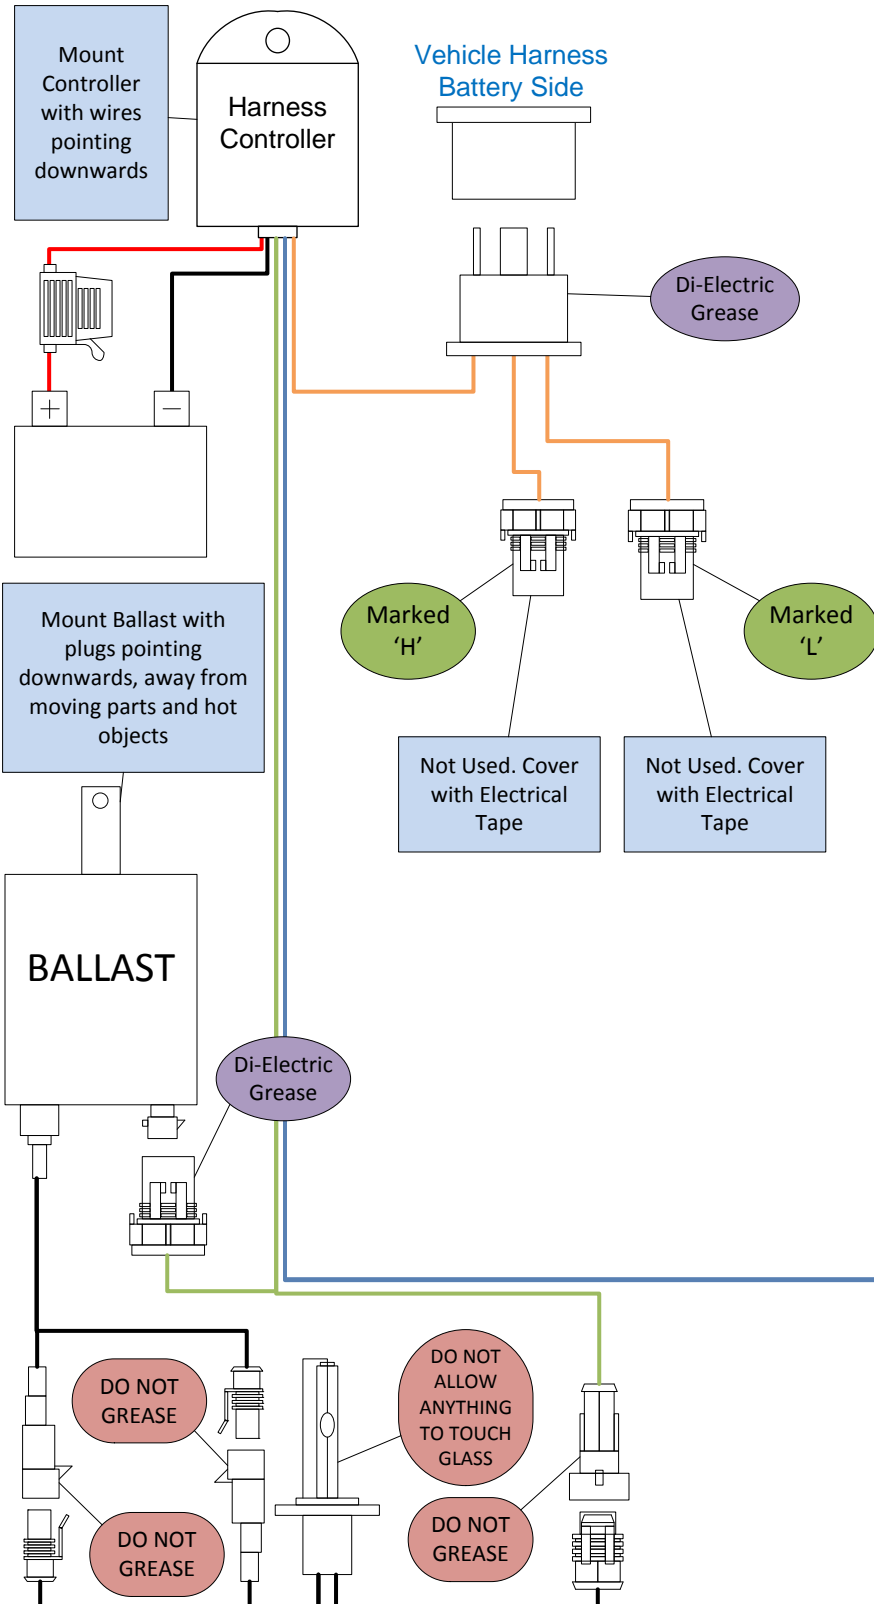 Mount
Controller
with wires
pointing
downwards
Harness
Controller
Vehicle Harness
Battery Side
Di-Electric
Grease
+
–
Marked
‘H’
Marked
‘L’
Mount Ballast with
plugs pointing
downwards, away from
moving parts and hot
objects
Not Used. Cover
with Electrical
Tape
Not Used. Cover
with Electrical
Tape
BALLAST
Di-Electric
Grease
DO NOT
GREASE
DO NOT
ALLOW
ANYTHING
TO TOUCH
GLASS
DO NOT
GREASE
DO NOT
GREASE